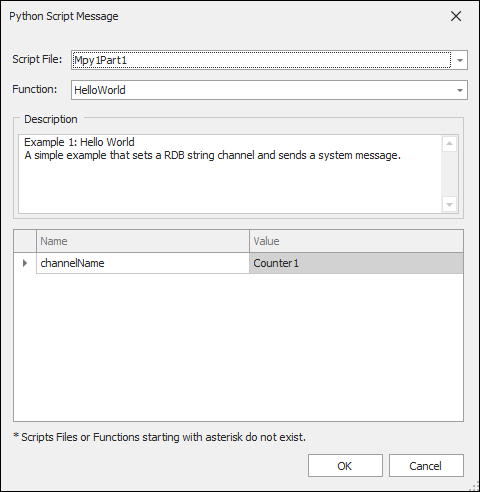 Python Script Message
Script File: Mpy1Part1
Function: HelloWorld
Description
Example 1: Hello World
A simple example that sets a RDB string channel and sends a system message.
Name Value
channelName Counter1
* Scripts Files or Functions starting with asterisk do not exist.
OK Cancel